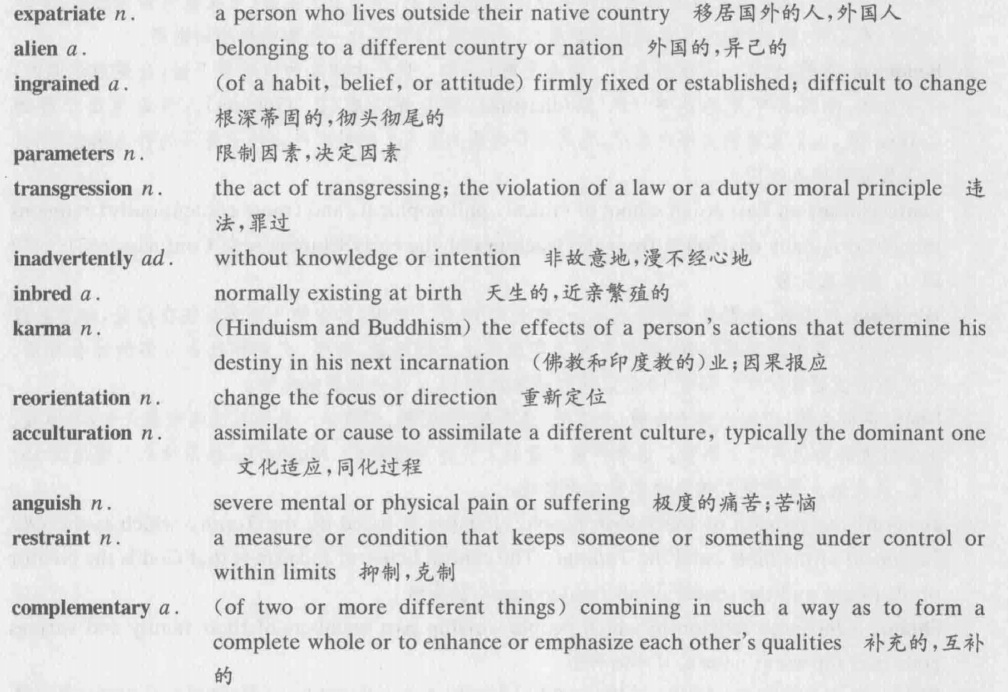 expatriate n. a person who lives outside their native country 移居国外的人,外国人
alien a. belonging to a different country or nation 外国的,异己的
ingrained a. (of a habit, belief, or attitude) firmly fixed or established; difficult to change
根深蒂固的,彻头彻尾的
parameters n. 限制因素,决定因素
transgression n. the act of transgressing; the violation of a law or a duty or moral principle 违
法,罪过
inadvertently ad. without knowledge or intention 非故意地,漫不经心地
inbred a. normally existing at birth 天生的,近亲繁殖的
karma n. (Hinduism and Buddhism) the effects of a person's actions that determine his
destiny in his next incarnation (佛教和印度教的)业;因果报应
reorientation n. change the focus or direction 重新定位
acculturation n. assimilate or cause to assimilate a different culture, typically the dominant one
文化适应,同化过程
anguish n. severe mental or physical pain or suffering 极度的痛苦;苦恼
restraint n. a measure or condition that keeps someone or something under control or
within limits 抑制,克制
complementary a. (of two or more different things) combining in such a way as to form a
complete whole or to enhance or emphasize each other's qualities 补充的,互补
的